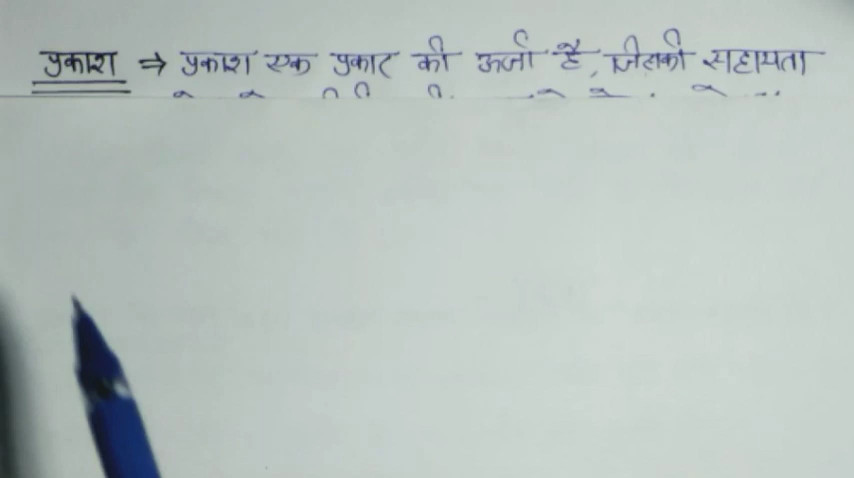 प्रकाश ⇒ प्रकाश एक प्रकार की ऊर्जा है, जिसकी सहायता